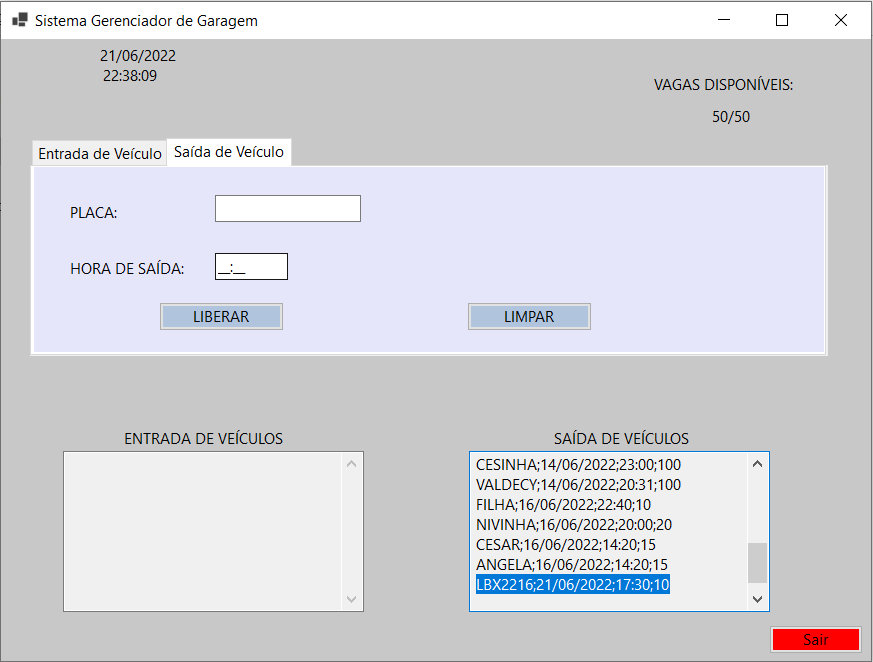 Sistema Gerenciador de Garagem
21/06/2022
22:38:09
VAGAS DISPONÍVEIS:
50/50
Entrada de Veículo
Saída de Veículo
PLACA:
HORA DE SAÍDA:
__:__
LIBERAR
LIMPAR
ENTRADA DE VEÍCULOS
SAÍDA DE VEÍCULOS
CESINHA;14/06/2022;23:00;100
VALDECY;14/06/2022;20:31;100
FILHA;16/06/2022;22:40;10
NIVINHA;16/06/2022;20:00;20
CESAR;16/06/2022;14:20;15
ANGELA;16/06/2022;14:20;15
LBX2216;21/06/2022;17:30;10
Sair